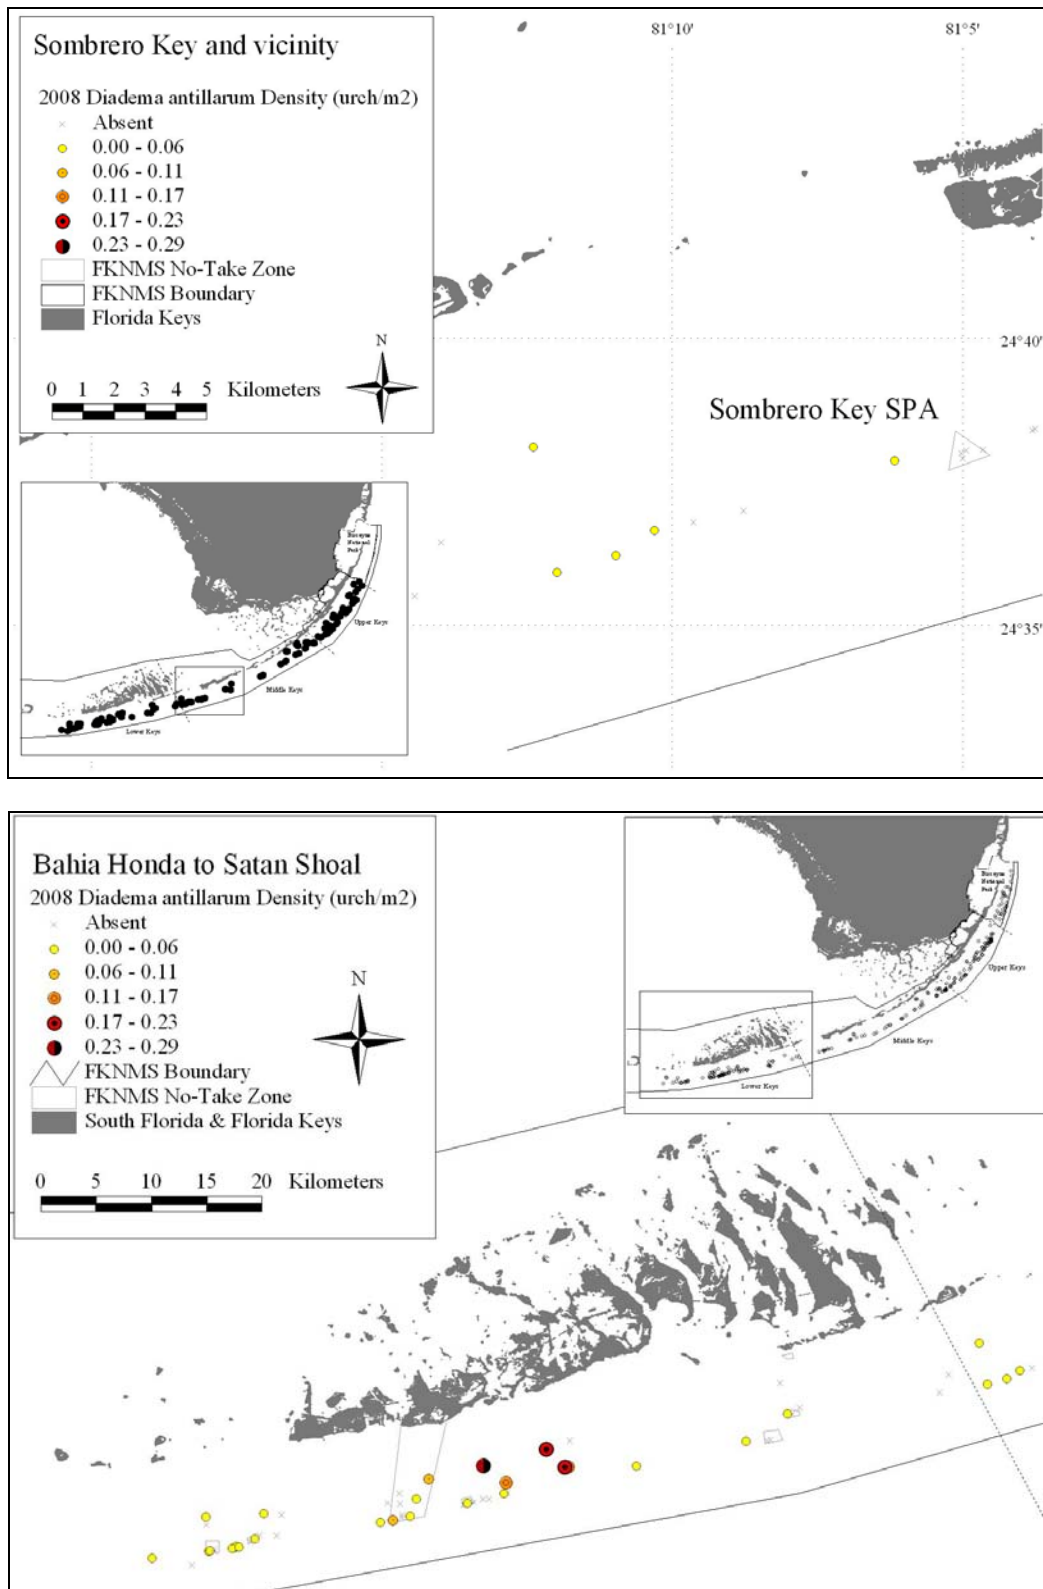 Sombrero Key and vicinity
2008 Diadema antillarum Density (urch/m2)
Absent
0.00 - 0.06
0.06 - 0.11
0.11 - 0.17
0.17 - 0.23
0.23 - 0.29
FKNMS No-Take Zone
FKNMS Boundary
Florida Keys
N
0 1 2 3 4 5 Kilometers
81°10' 81°5'
24°40'
Sombrero Key SPA
24°35'
Biscayne
National
Park
Upper Keys
Middle Keys
Lower Keys
Bahia Honda to Satan Shoal
2008 Diadema antillarum Density (urch/m2)
Absent
0.00 - 0.06
0.06 - 0.11
0.11 - 0.17
0.17 - 0.23
0.23 - 0.29
FKNMS Boundary
FKNMS No-Take Zone
South Florida & Florida Keys
N
0 5 10 15 20 Kilometers
Biscayne
National
Park
Upper Keys
Middle Keys
Lower Keys